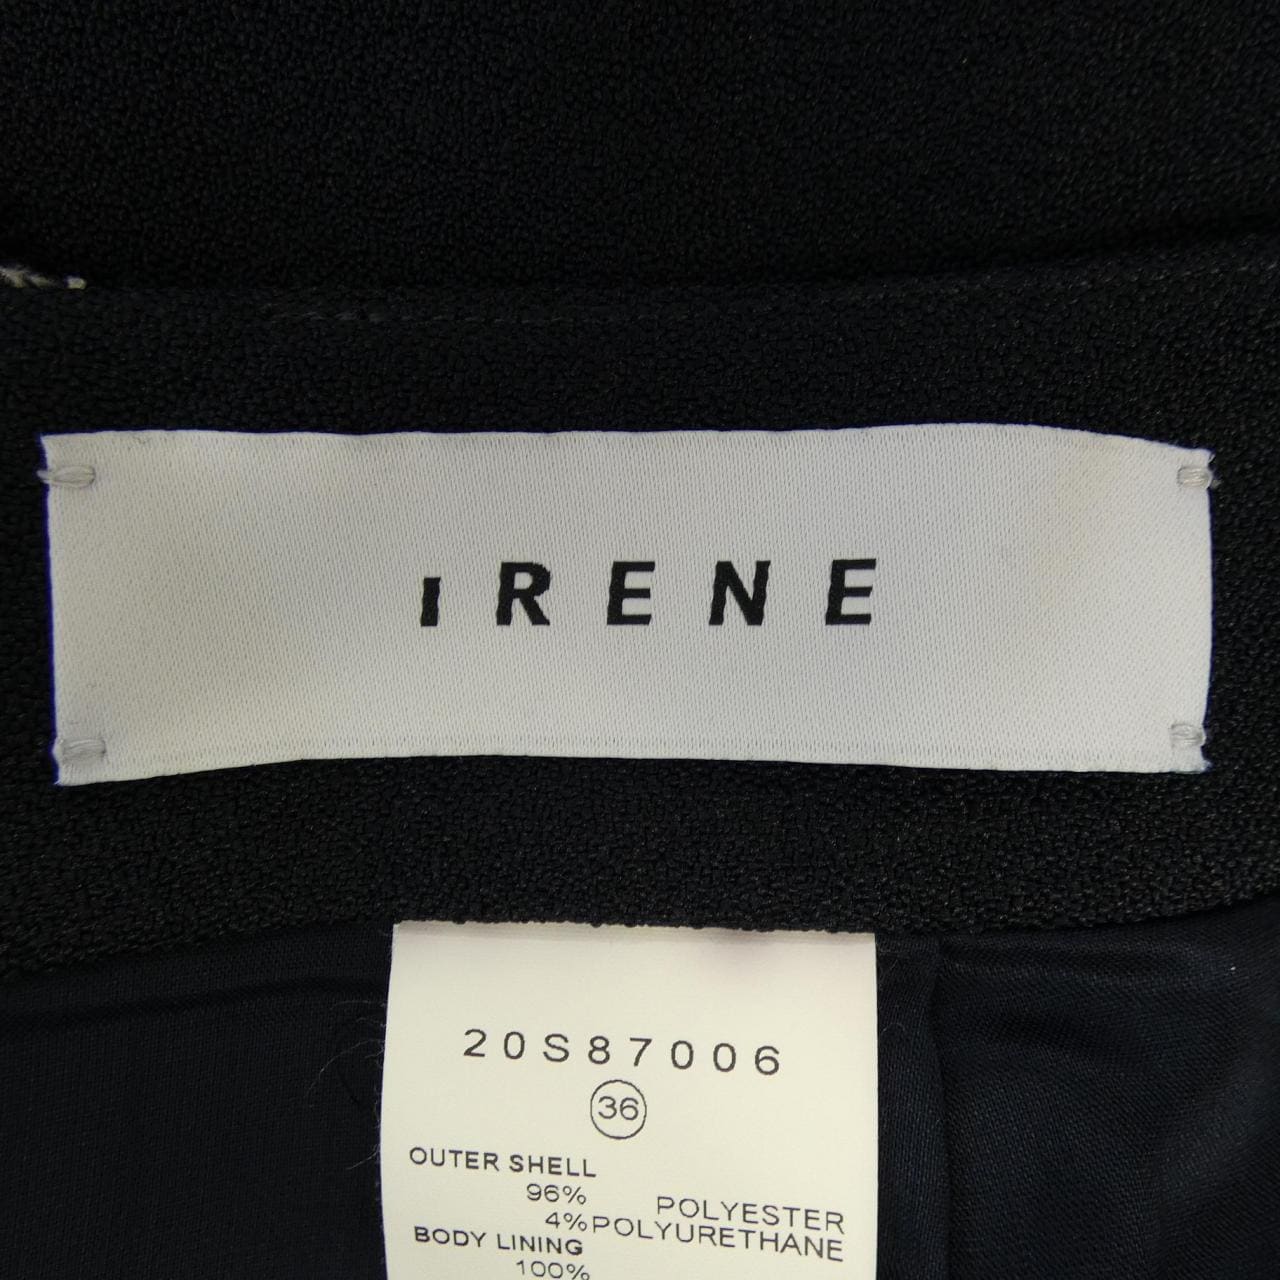 IRENE
20S87006
36
OUTER SHELL
96% POLYESTER
4% POLYURETHANE
BODY LINING
100%